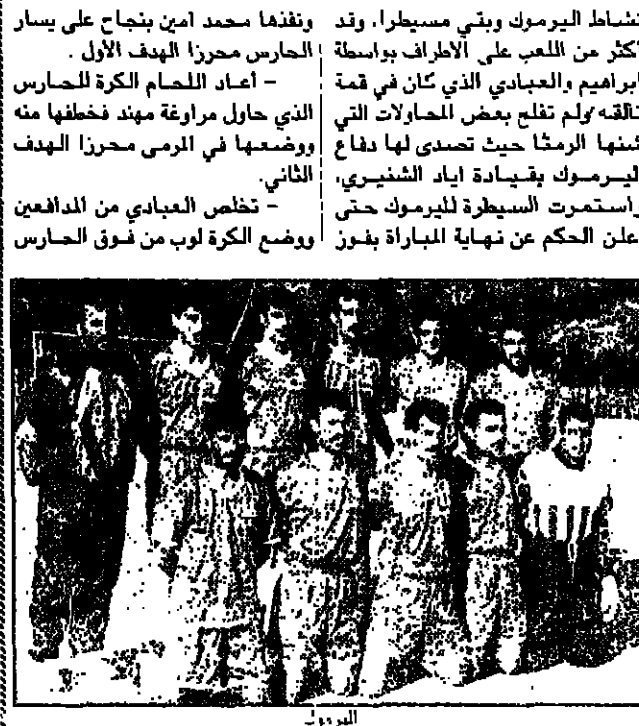 نشاط اليرموك وبقي مسيطرا، وقد
اكثر من اللعب على الاطراف بواسطة
ابراهيم والعبادي الذي كان في قمة
تألقه ولم تفلح بعض المحاولات التي
شنها الرمثا حيث تصدى لها دفاع
اليرموك بقيادة اياد الشنيري،
واستمرت السيطرة لليرموك حتى
اعلن الحكم عن نهاية المباراة بفوز
ونفذها محمد امين بنجاح على يسار
الحارس محرزا الهدف الأول .
– أعاد اللحام الكرة للحارس
الذي حاول مراوغة مهند فخطفها منه
ووضعها في المرمى محرزا الهدف
الثاني.
– تخلص العبادي من المدافعين
ووضع الكرة لوب من فوق الحارس
اليرموك